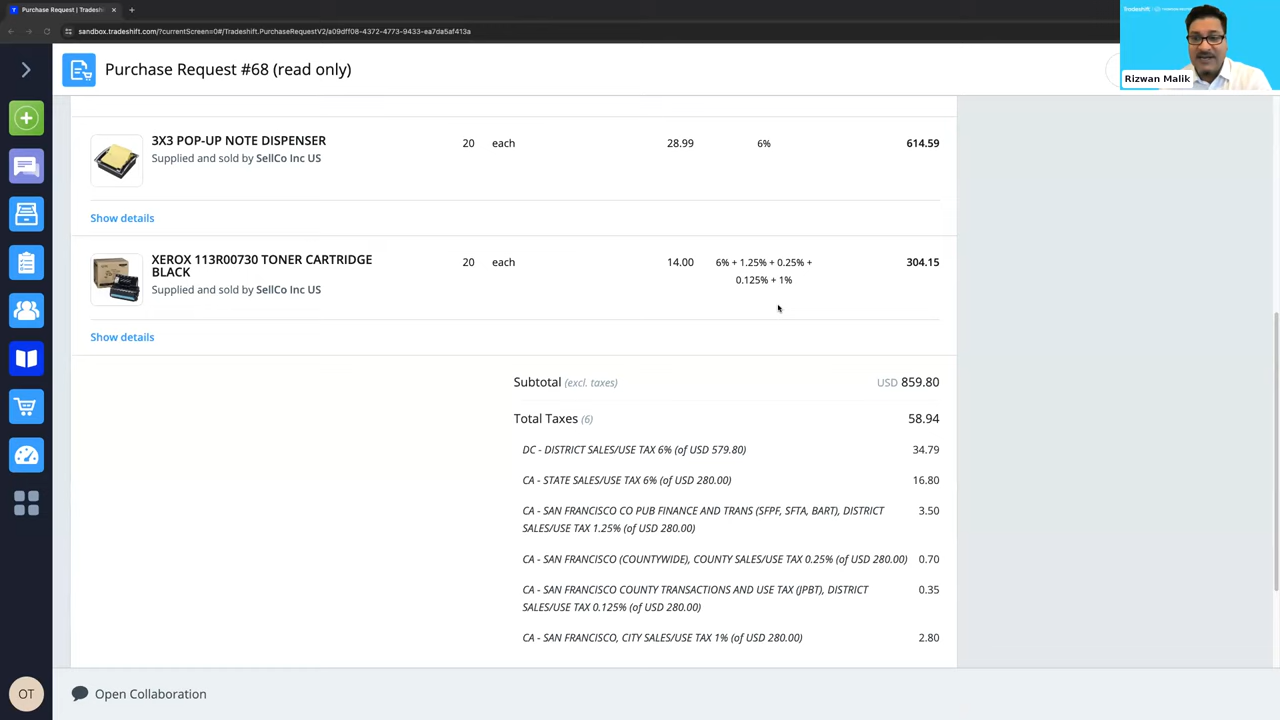 Purchase Request | Tradesh
sandbox.tradeshift.com/?currentScreen=0#/Tradeshift.PurchaseRequestV2/a09dff08-4372-4773-9433-ea7da5af413a
Tradeshift
Rizwan Malik
Purchase Request #68 (read only)
3X3 POP-UP NOTE DISPENSER 20 each 28.99 6% 614.59
Supplied and sold by SellCo Inc US
Show details
XEROX 113R00730 TONER CARTRIDGE 20 each 14.00 6% + 1.25% + 0.25% + 304.15
BLACK 0.125% + 1%
Supplied and sold by SellCo Inc US
Show details
Subtotal (excl. taxes) USD 859.80
Total Taxes (6) 58.94
DC - DISTRICT SALES/USE TAX 6% (of USD 579.80) 34.79
CA - STATE SALES/USE TAX 6% (of USD 280.00) 16.80
CA - SAN FRANCISCO CO PUB FINANCE AND TRANS (SFPF, SFTA, BART), DISTRICT 3.50
SALES/USE TAX 1.25% (of USD 280.00)
CA - SAN FRANCISCO (COUNTYWIDE), COUNTY SALES/USE TAX 0.25% (of USD 280.00) 0.70
CA - SAN FRANCISCO COUNTY TRANSACTIONS AND USE TAX (JPBT), DISTRICT 0.35
SALES/USE TAX 0.125% (of USD 280.00)
CA - SAN FRANCISCO, CITY SALES/USE TAX 1% (of USD 280.00) 2.80
OT
Open Collaboration